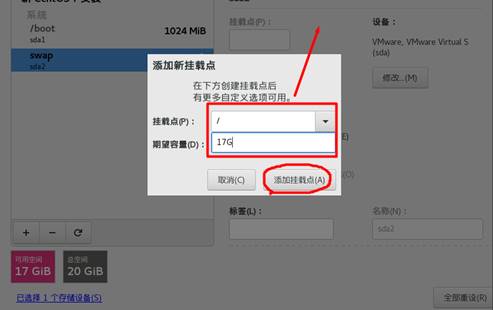 系统
/boot
1024 MiB
sda1
swap
sda2
挂载点(P)：
设备：
VMware, VMware Virtual S
(sda)
修改...(M)
添加新挂载点
在下方创建挂载点后
有更多自定义选项可用。
挂载点(P)：
/
期望容量(D)：
17G
取消(C)
添加挂载点(A)
(E)
(O)
标签(L)：
名称(N)：
sda2
+ − 
可用空间
17 GiB
总空间
20 GiB
已选择 1 个存储设备(S)
全部重设(R)